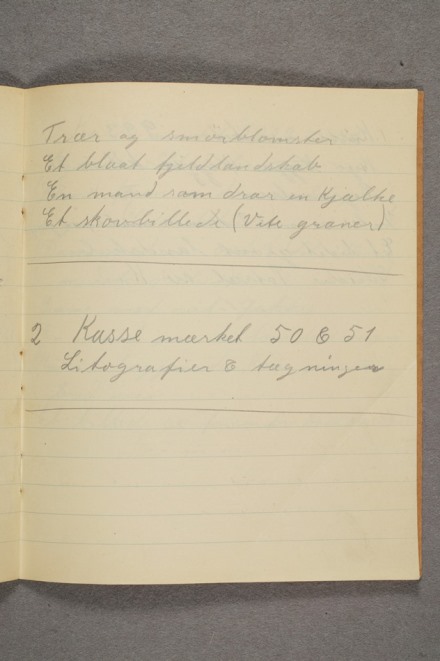 Trær og smørblomster
Et blaat fjeldlandskab
En mand som drar en Kjælke
Et skovbillede (Vite graner)
2 Kasse mærket 50 & 51
Litografier & tegninger